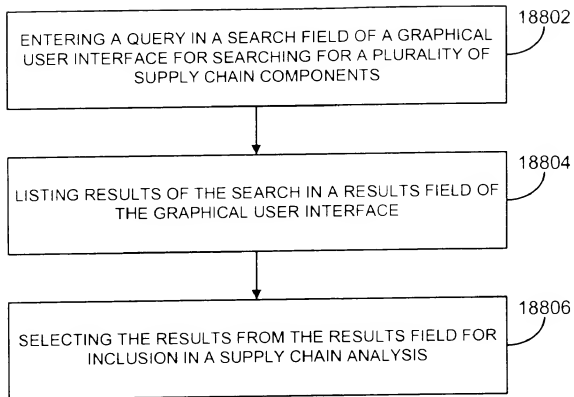 18802
ENTERING A QUERY IN A SEARCH FIELD OF A GRAPHICAL
USER INTERFACE FOR SEARCHING FOR A PLURALITY OF
SUPPLY CHAIN COMPONENTS
18804
LISTING RESULTS OF THE SEARCH IN A RESULTS FIELD OF
THE GRAPHICAL USER INTERFACE
18806
SELECTING THE RESULTS FROM THE RESULTS FIELD FOR
INCLUSION IN A SUPPLY CHAIN ANALYSIS